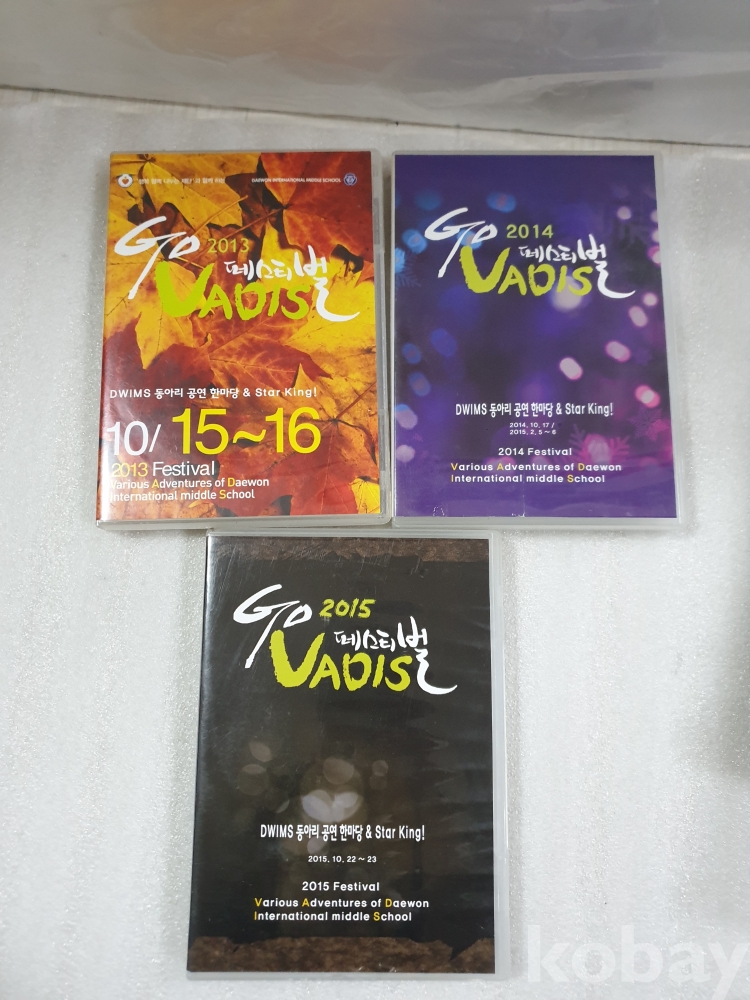 DAEWON INTERNATIONAL MIDDLE SCHOOL
GO 2013
페스티벌
VADIS
DWIMS 동아리 공연 한마당 & Star King!
10/ 15~16
2013 Festival
Various Adventures of Daewon
International middle School
GO 2014
페스티벌
VADIS
DWIMS 동아리 공연 한마당 & Star King!
2014. 10. 17 /
2015. 2. 5 ~ 6
2014 Festival
Various Adventures of Daewon
International middle School
GO 2015
페스티벌
VADIS
DWIMS 동아리 공연 한마당 & Star King!
2015. 10. 22 ~ 23
2015 Festival
Various Adventures of Daewon
International middle School
kobay